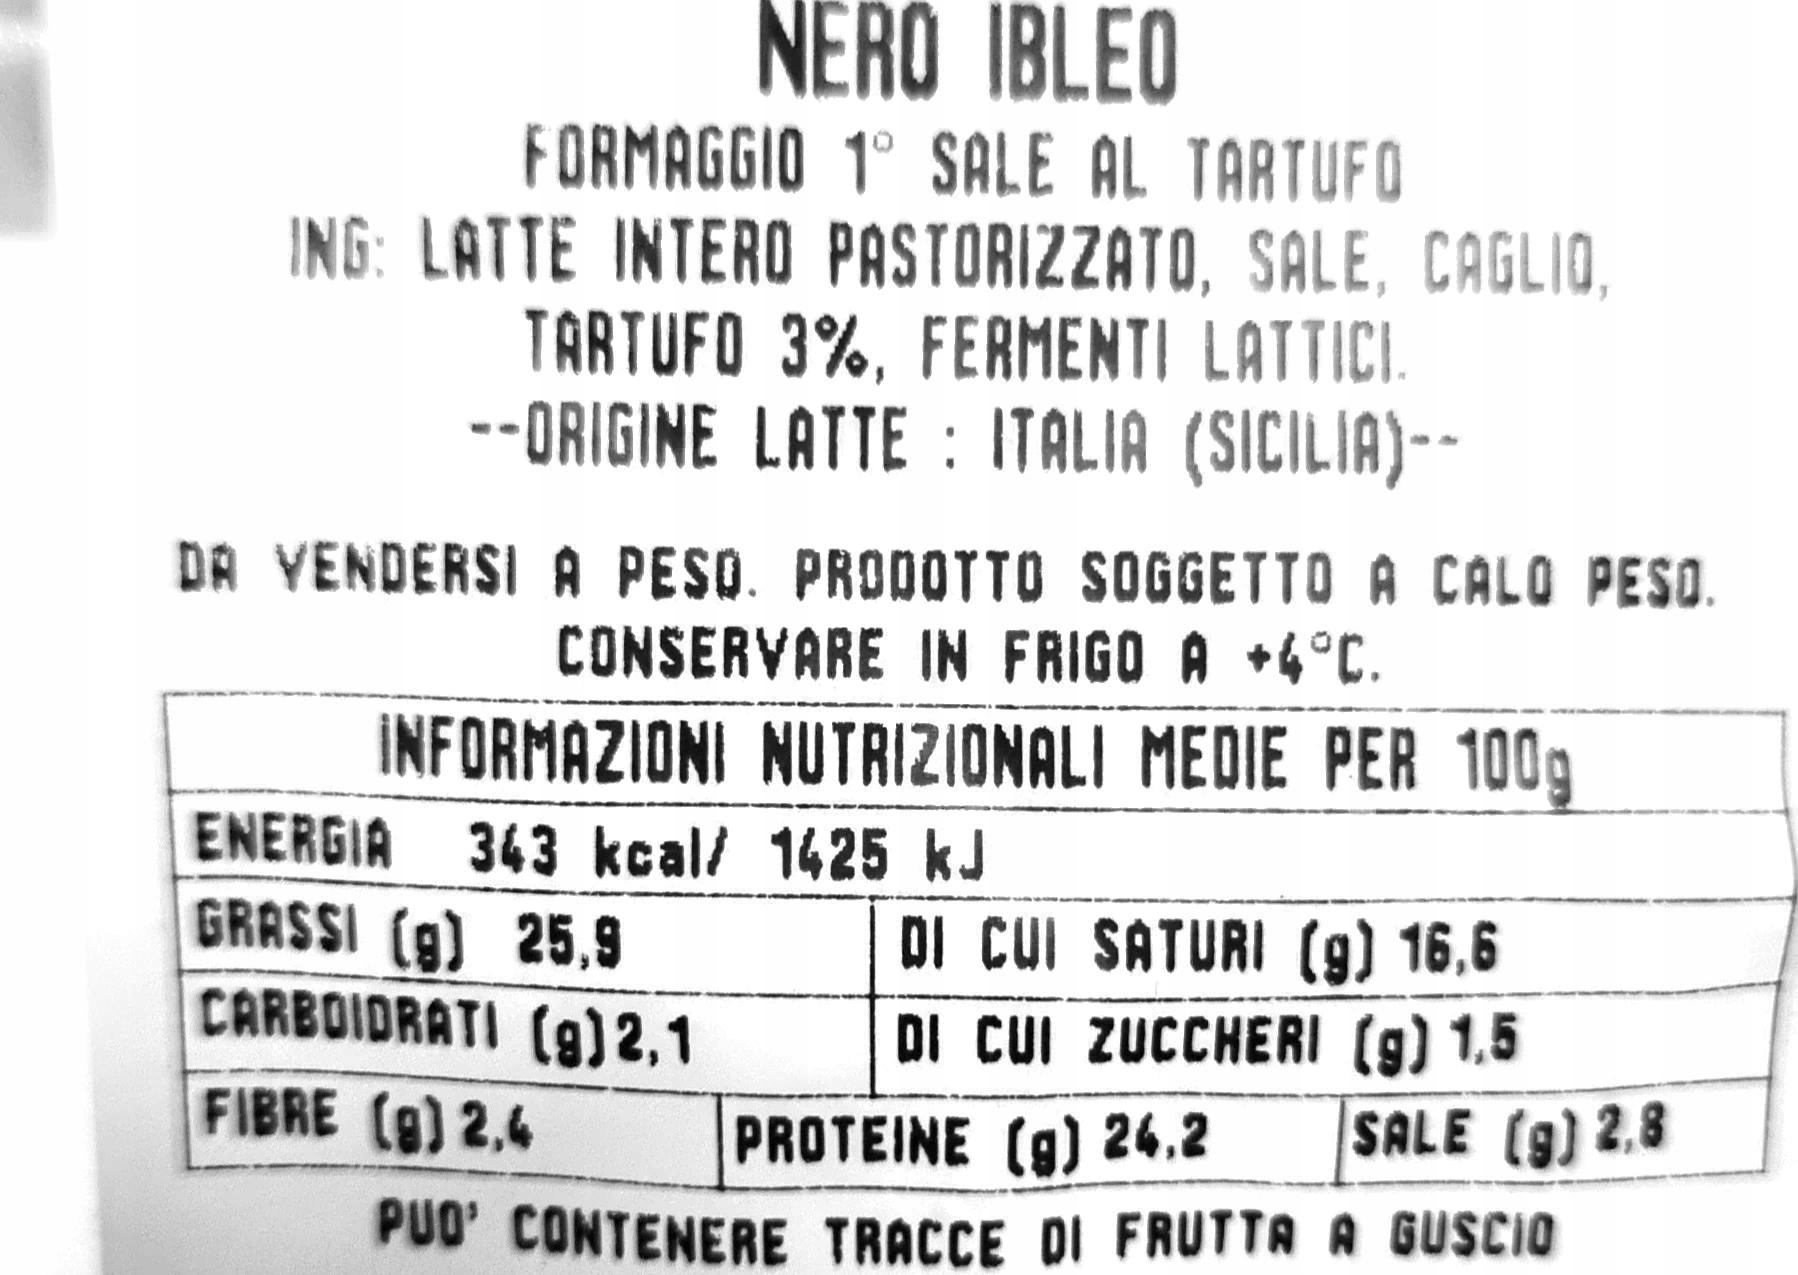 NERO IBLEO
FORMAGGIO 1° SALE AL TARTUFO
ING: LATTE INTERO PASTORIZZATO, SALE, CAGLIO,
TARTUFO 3%, FERMENTI LATTICI.
--ORIGINE LATTE : ITALIA (SICILIA)--
DA VENDERSI A PESO. PRODOTTO SOGGETTO A CALO PESO.
CONSERVARE IN FRIGO A +4°C.
INFORMAZIONI NUTRIZIONALI MEDIE PER 100g
ENERGIA 343 kcal/ 1425 kJ
GRASSI (g) 25,9 DI CUI SATURI (g) 16,6
CARBOIDRATI (g) 2,1 DI CUI ZUCCHERI (g) 1,5
FIBRE (g) 2,4 PROTEINE (g) 24,2 SALE (g) 2,8
PUO' CONTENERE TRACCE DI FRUTTA A GUSCIO